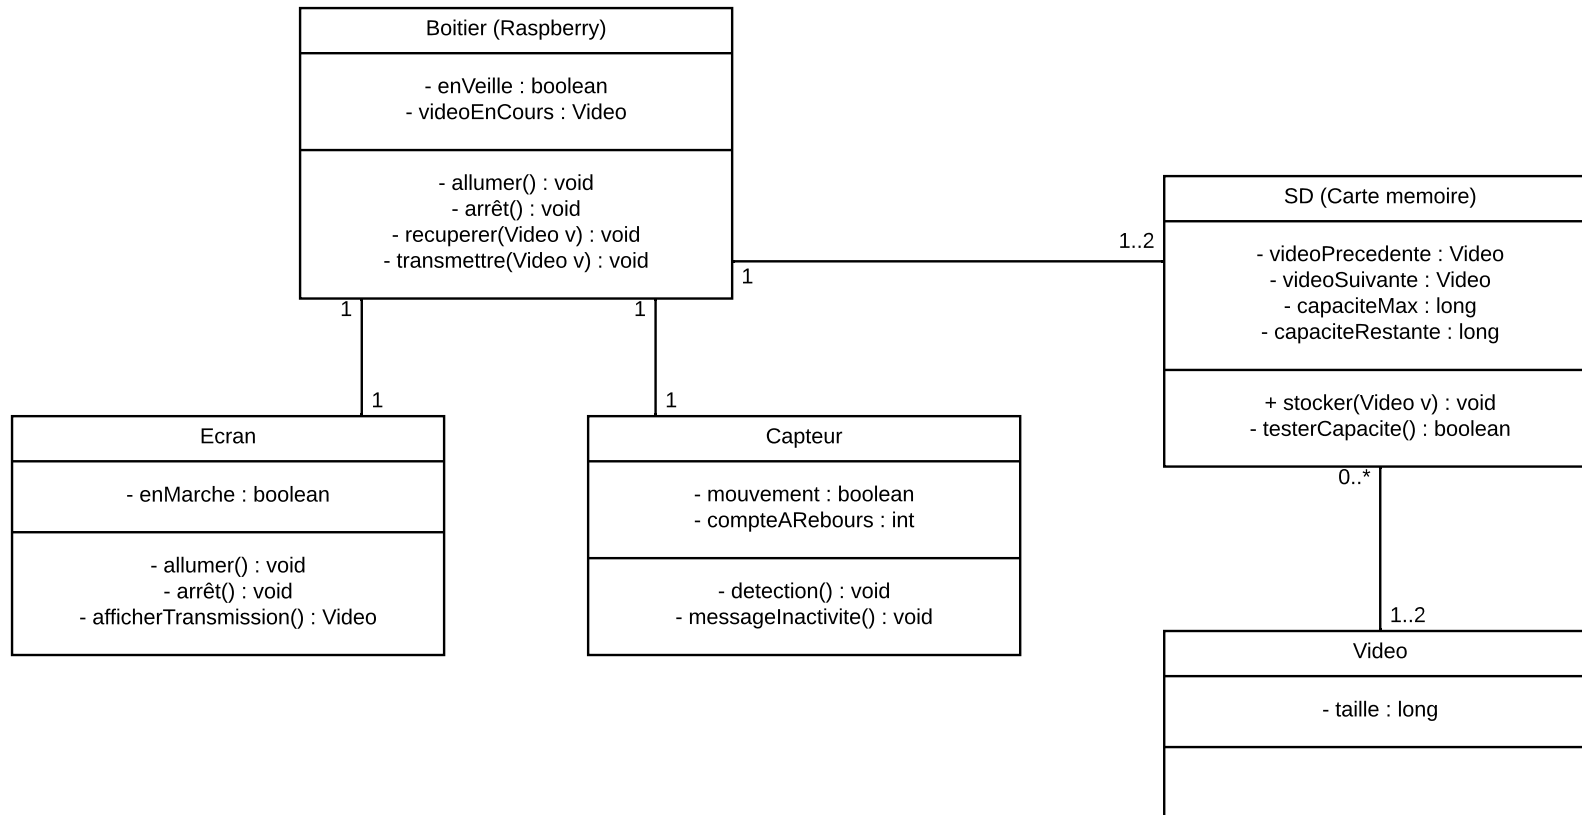 Boitier (Raspberry)
- enVeille : boolean
- videoEnCours : Video
- allumer() : void
- arrêt() : void
- recuperer(Video v) : void
- transmettre(Video v) : void
1
1
1
1..2
SD (Carte memoire)
- videoPrecedente : Video
- videoSuivante : Video
- capaciteMax : long
- capaciteRestante : long
+ stocker(Video v) : void
- testerCapacite() : boolean
1
1
Ecran
- enMarche : boolean
- allumer() : void
- arrêt() : void
- afficherTransmission() : Video
Capteur
- mouvement : boolean
- compteARebours : int
- detection() : void
- messageInactivite() : void
0..*
1..2
Video
- taille : long